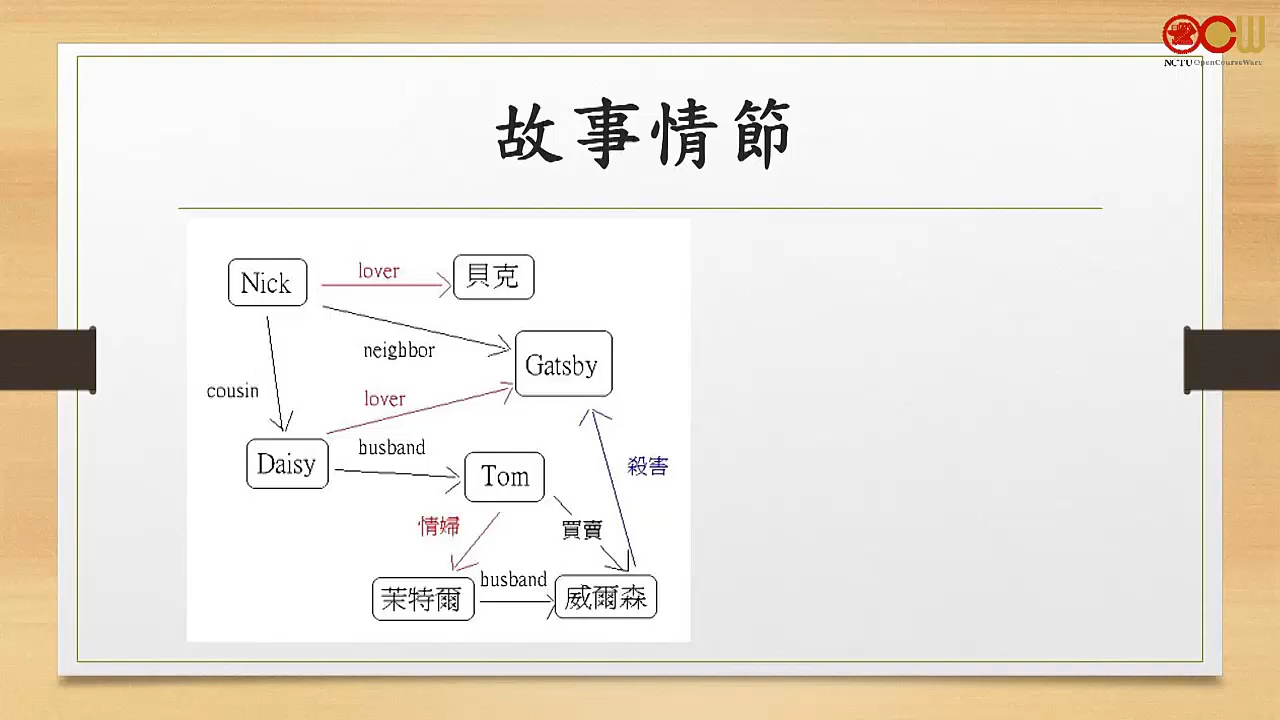 NCTU OpenCourseWare
故事情節
Nick
lover
貝克
neighbor
Gatsby
cousin
lover
busband
Daisy
Tom
殺害
情婦
買賣
busband
茉特爾
威爾森